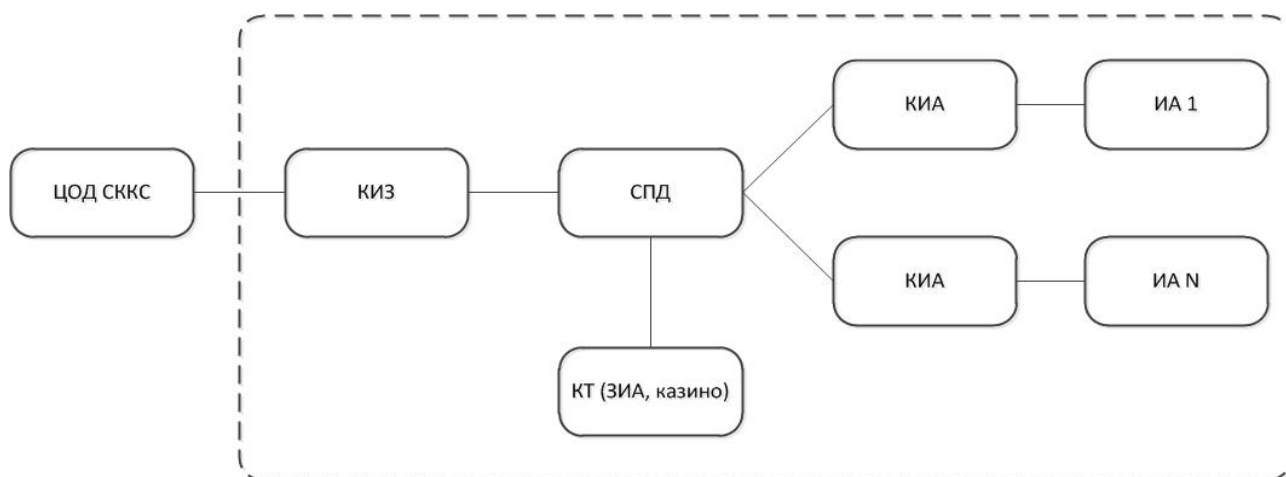 КИА
ИА 1
ЦОД СККС
КИЗ
СПД
КИА
ИА N
КТ (ЗИА, казино)